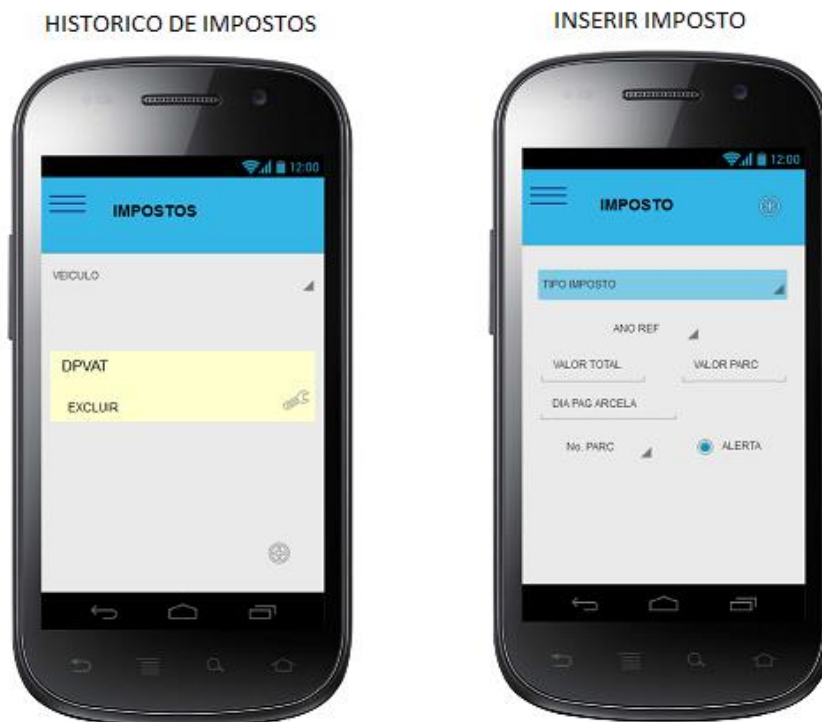 HISTORICO DE IMPOSTOS
12:00
IMPOSTOS
VEICULO
DPVAT
EXCLUIR
INSERIR IMPOSTO
12:00
IMPOSTO
TIPO IMPOSTO
ANO REF
VALOR TOTAL VALOR PARC
DIA PAG ARCELA
No. PARC ALERTA